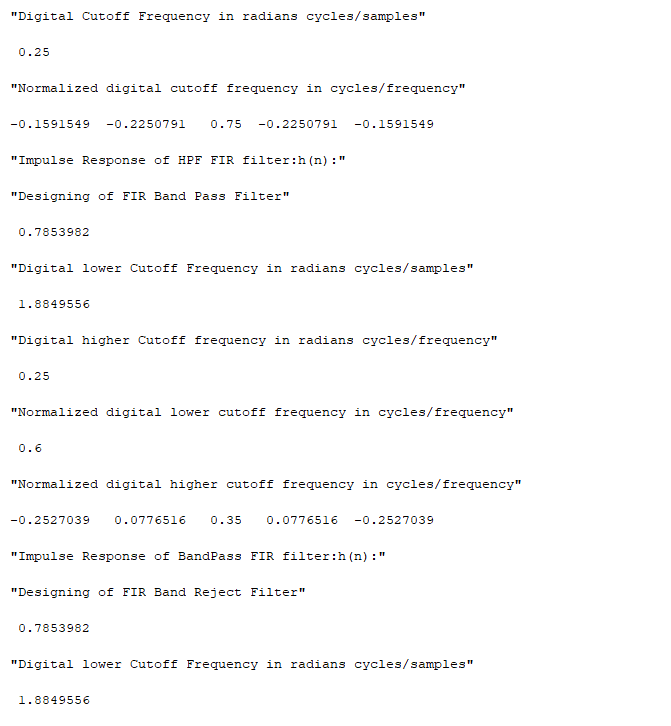 "Digital Cutoff Frequency in radians cycles/samples"
0.25
"Normalized digital cutoff frequency in cycles/frequency"
-0.1591549  -0.2250791   0.75  -0.2250791  -0.1591549
"Impulse Response of HPF FIR filter:h(n):"
"Designing of FIR Band Pass Filter"
0.7853982
"Digital lower Cutoff Frequency in radians cycles/samples"
1.8849556
"Digital higher Cutoff frequency in radians cycles/frequency"
0.25
"Normalized digital lower cutoff frequency in cycles/frequency"
0.6
"Normalized digital higher cutoff frequency in cycles/frequency"
-0.2527039   0.0776516   0.35   0.0776516  -0.2527039
"Impulse Response of BandPass FIR filter:h(n):"
"Designing of FIR Band Reject Filter"
0.7853982
"Digital lower Cutoff Frequency in radians cycles/samples"
1.8849556